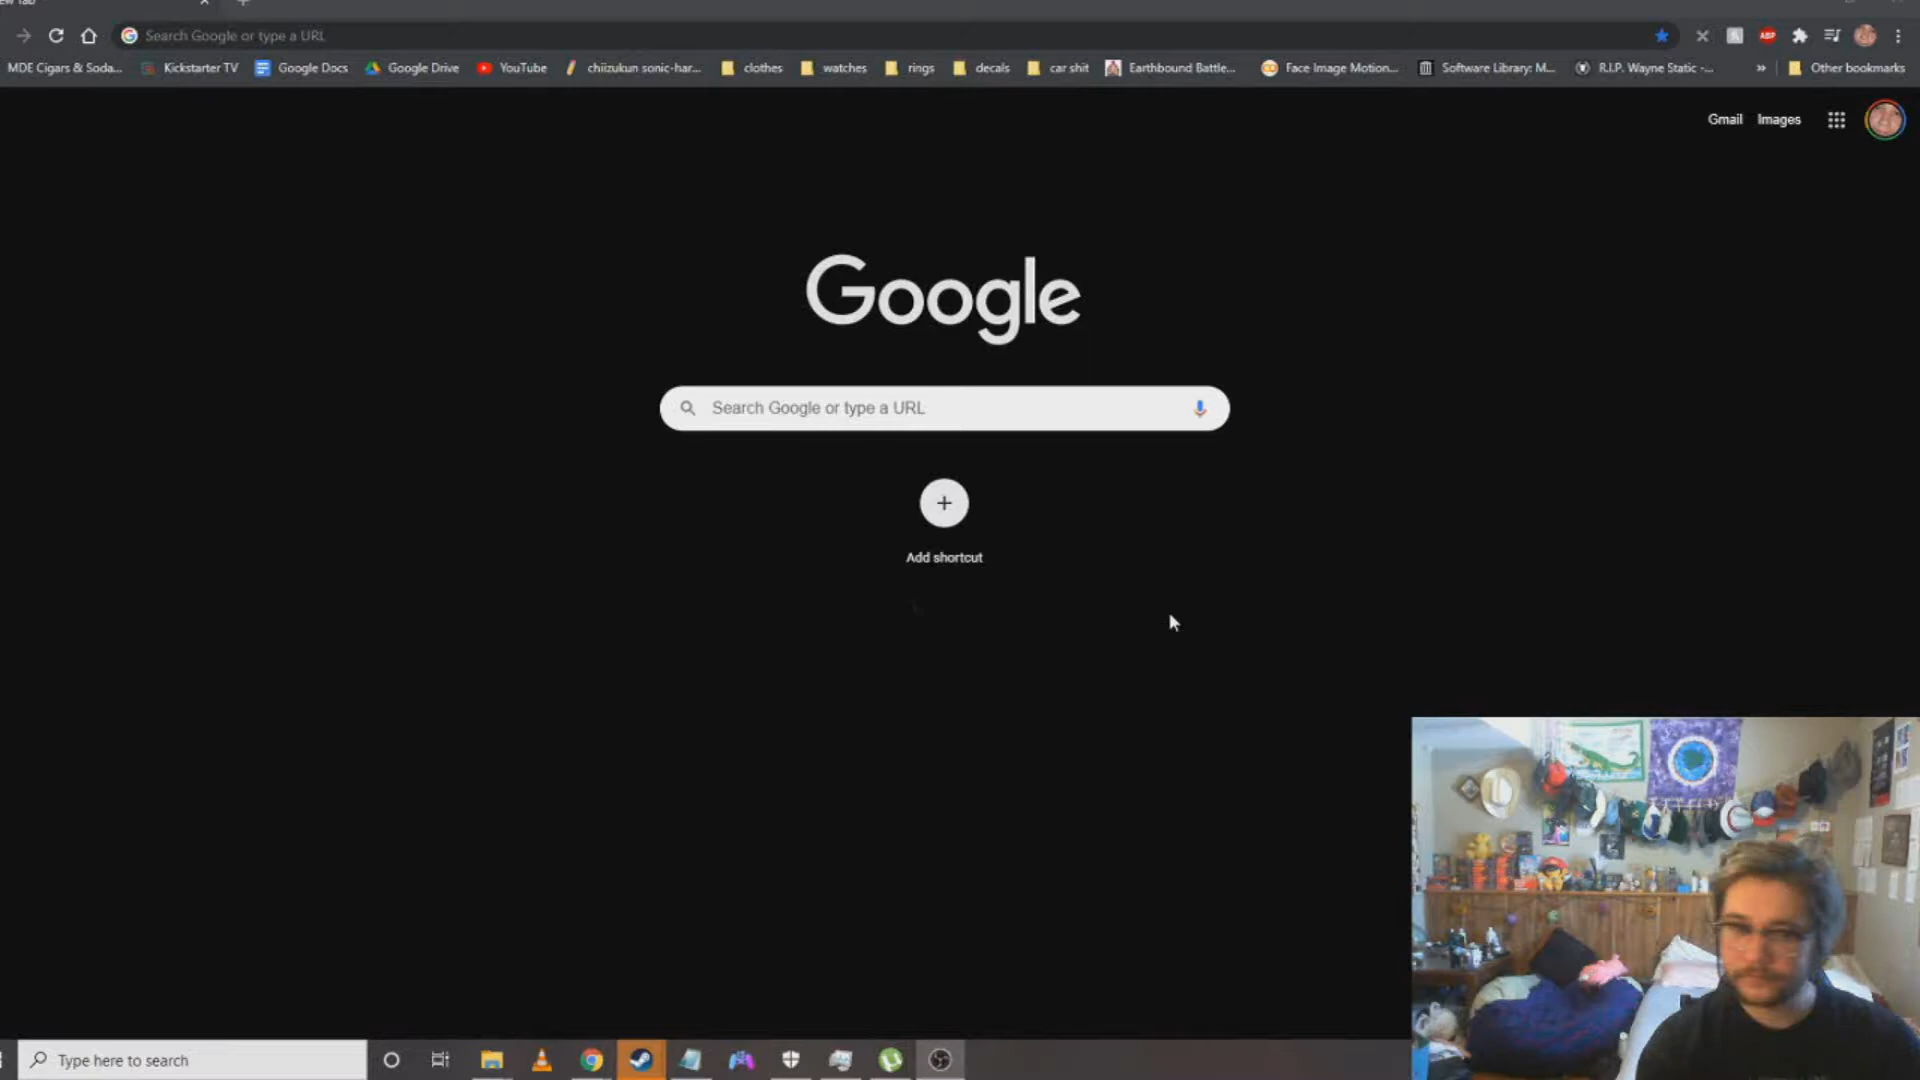 ew Tab
Search Google or type a URL
MDE Cigars & Soda... Kickstarter TV Google Docs Google Drive YouTube chiizukun sonic-har... clothes watches rings decals car shit Earthbound Battle... Face Image Motion... Software Library: M... R.I.P. Wayne Static -... » Other bookmarks
Gmail Images
Google
Search Google or type a URL
Add shortcut
Type here to search